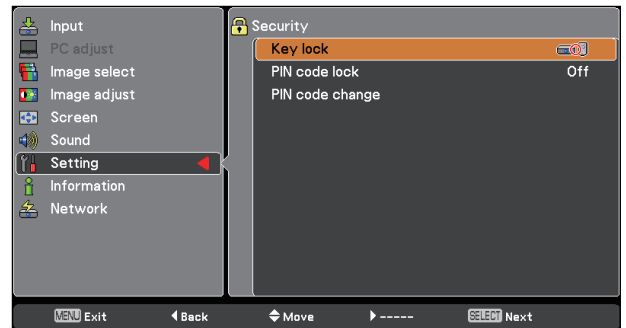 Input
PC adjust
Image select
Image adjust
Screen
Sound
Setting
Information
Network
Security
Key lock
PIN code lock Off
PIN code change
MENU Exit Back Move ----- SELECT Next